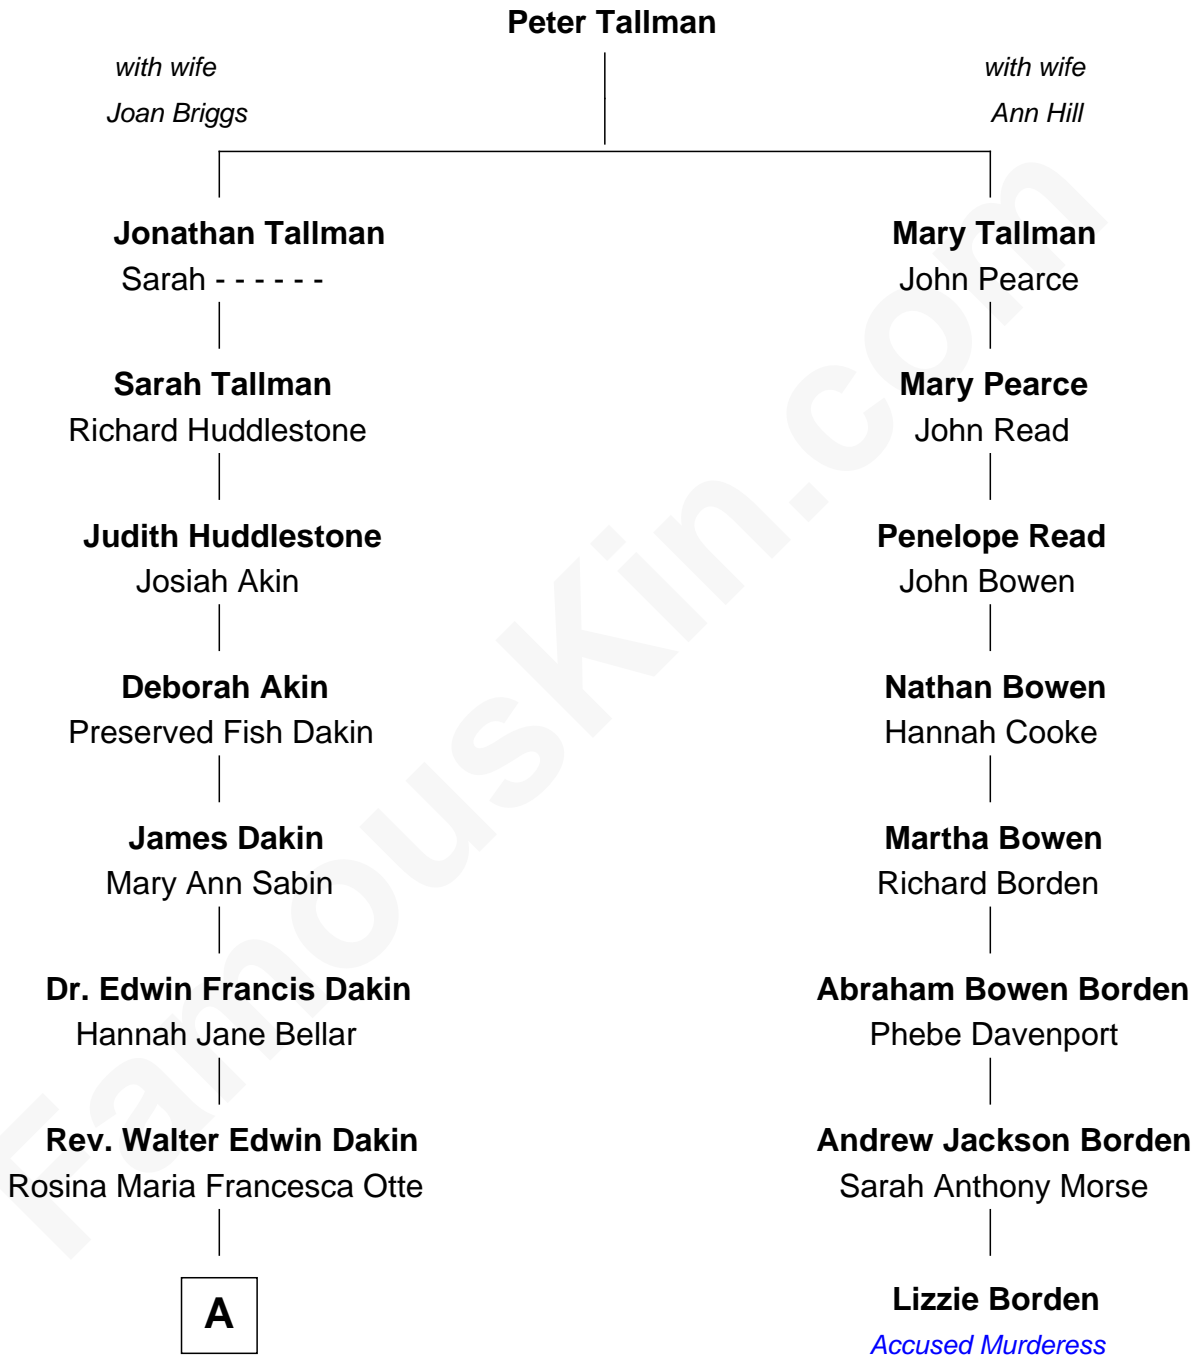 Peter Tallman
with wife
Joan Briggs
with wife
Ann Hill
Jonathan Tallman
Sarah - - - - - -
Mary Tallman
John Pearce
Sarah Tallman
Richard Huddlestone
Mary Pearce
John Read
Judith Huddlestone
Josiah Akin
Penelope Read
John Bowen
Deborah Akin
Preserved Fish Dakin
Nathan Bowen
Hannah Cooke
James Dakin
Mary Ann Sabin
Martha Bowen
Richard Borden
Dr. Edwin Francis Dakin
Hannah Jane Bellar
Abraham Bowen Borden
Phebe Davenport
Rev. Walter Edwin Dakin
Rosina Maria Francesca Otte
Andrew Jackson Borden
Sarah Anthony Morse
A
Lizzie Borden
Accused Murderess
FamousKin.com